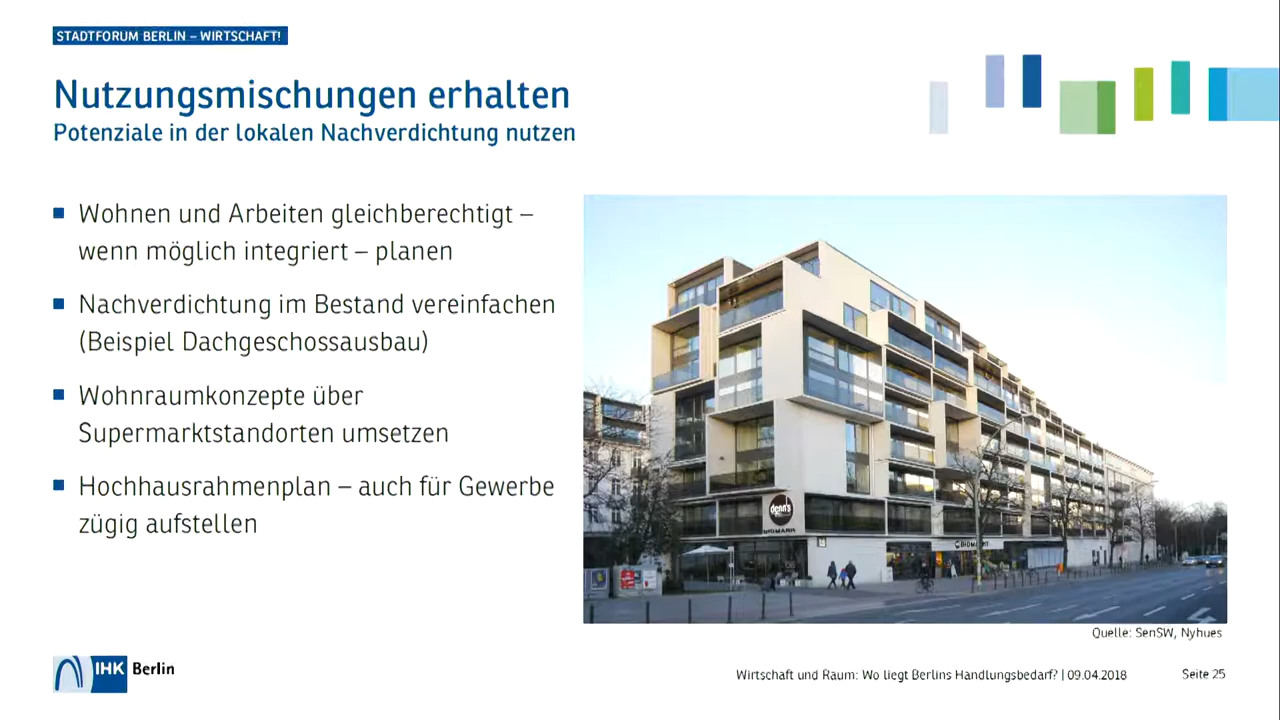 STADTFORUM BERLIN – WIRTSCHAFT!
Nutzungsmischungen erhalten
Potenziale in der lokalen Nachverdichtung nutzen
Wohnen und Arbeiten gleichberechtigt –
wenn möglich integriert – planen
Nachverdichtung im Bestand vereinfachen
(Beispiel Dachgeschossausbau)
Wohnraumkonzepte über
Supermarktstandorten umsetzen
Hochhausrahmenplan – auch für Gewerbe
zügig aufstellen
denn's
BIOMARKT
BIOMARKT
Quelle: SenSW, Nyhues
IHK Berlin
Wirtschaft und Raum: Wo liegt Berlins Handlungsbedarf? | 09.04.2018
Seite 25